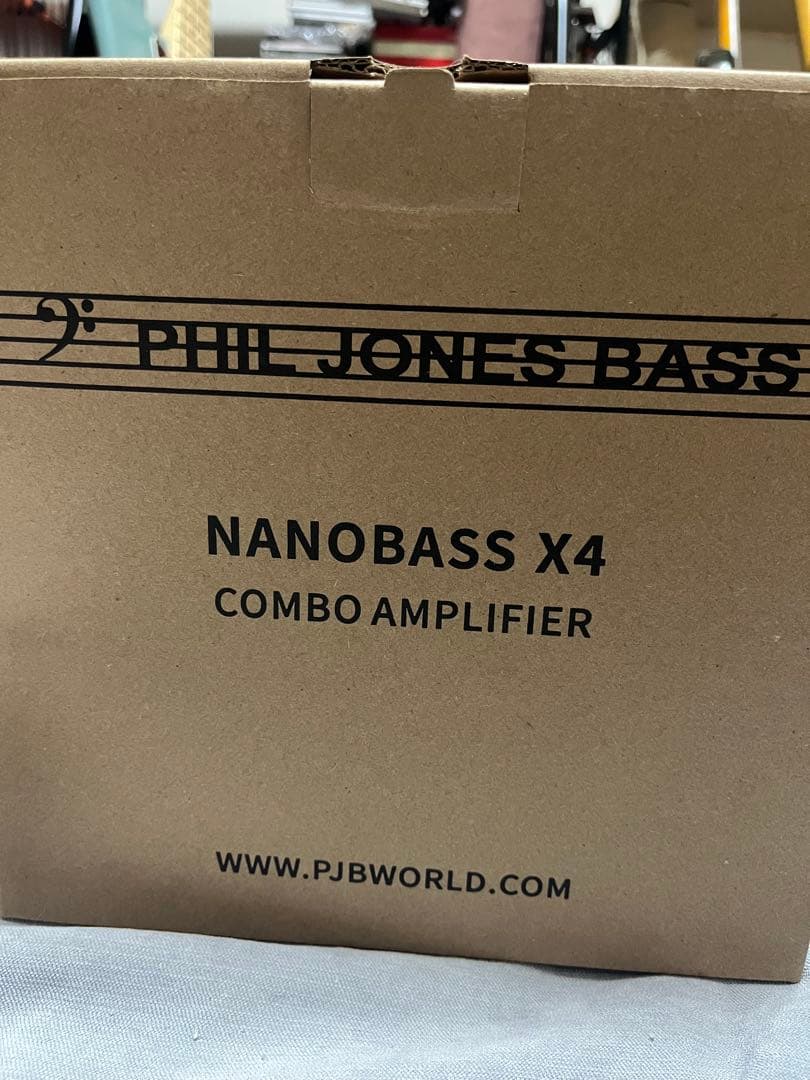 PHIL JONES BASS
NANOBASS X4
COMBO AMPLIFIER
WWW.PJBWORLD.COM